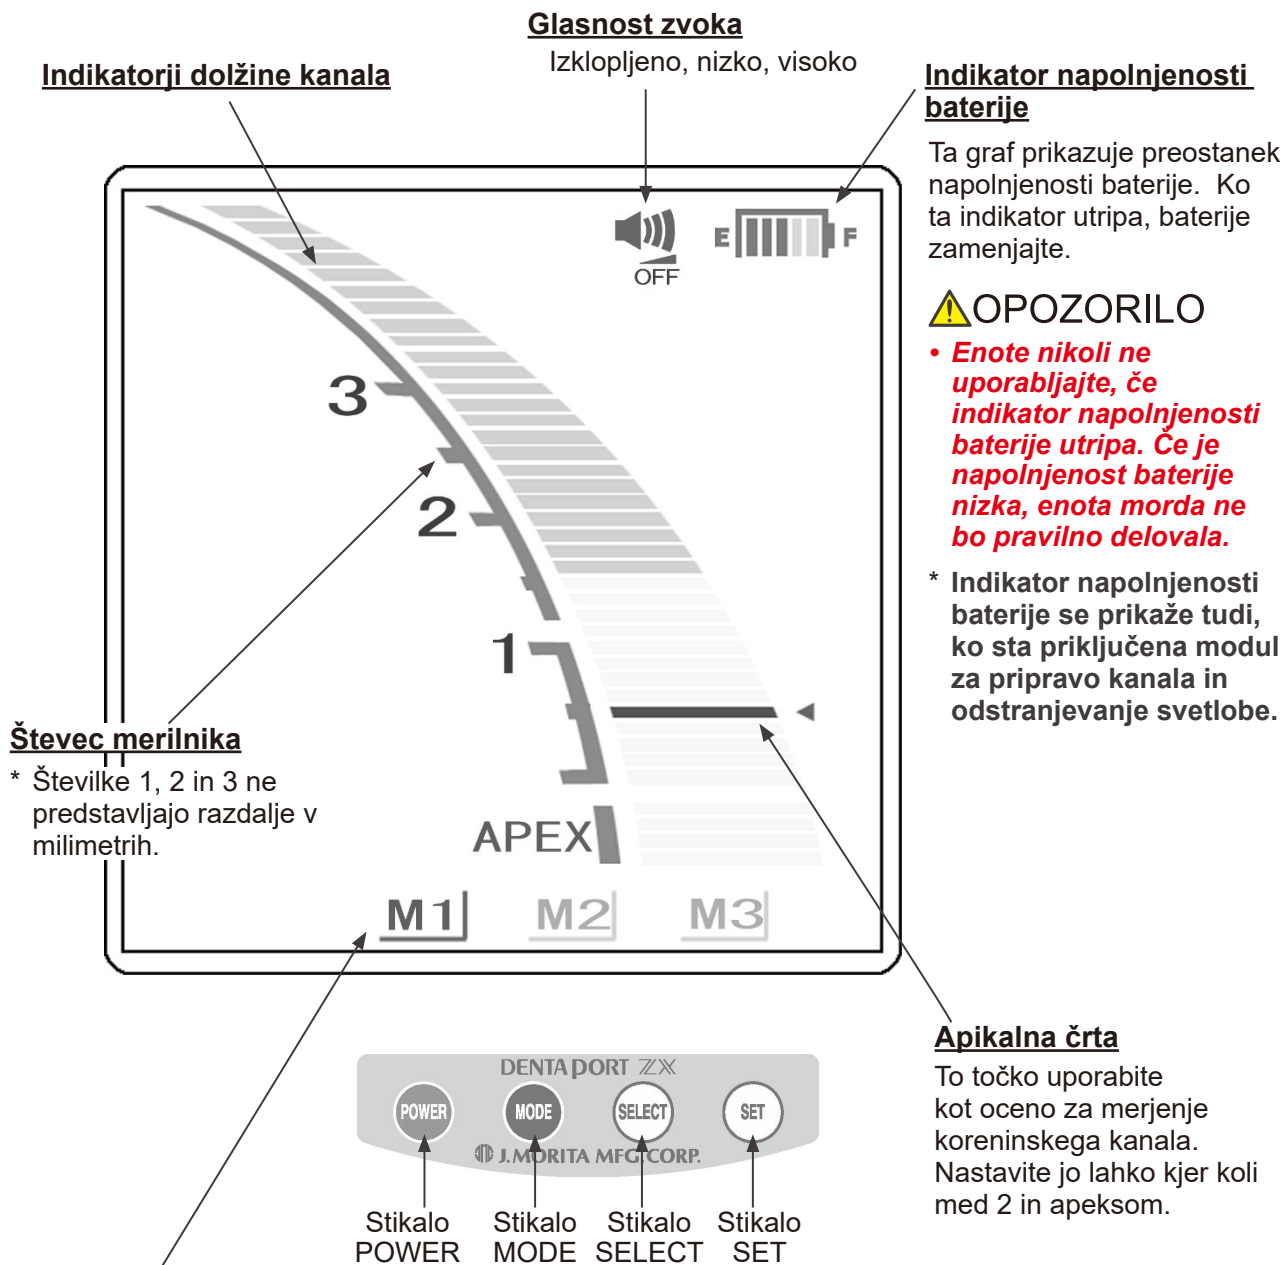 Glasnost zvoka
Izklopljeno, nizko, visoko
Indikatorji dolžine kanala
Indikator napolnjenosti
baterije
Ta graf prikazuje preostanek
napolnjenosti baterije. Ko
ta indikator utripa, baterije
zamenjajte.
OPOZORILO
• Enote nikoli ne
uporabljajte, če
indikator napolnjenosti
baterije utripa. Če je
napolnjenost baterije
nizka, enota morda ne
bo pravilno delovala.
* Indikator napolnjenosti
baterije se prikaže tudi,
ko sta priključena modul
za pripravo kanala in
odstranjevanje svetlobe.
E F
OFF
3
2
1
APEX
M1 M2 M3
Števec merilnika
* Številke 1, 2 in 3 ne
predstavljajo razdalje v
milimetrih.
Apikalna črta
To točko uporabite
kot oceno za merjenje
koreninskega kanala.
Nastavite jo lahko kjer koli
med 2 in apeksom.
DENTA PORT ZX
POWER MODE SELECT SET
J. MORITA MFG. CORP.
Stikalo Stikalo Stikalo Stikalo
POWER MODE SELECT SET